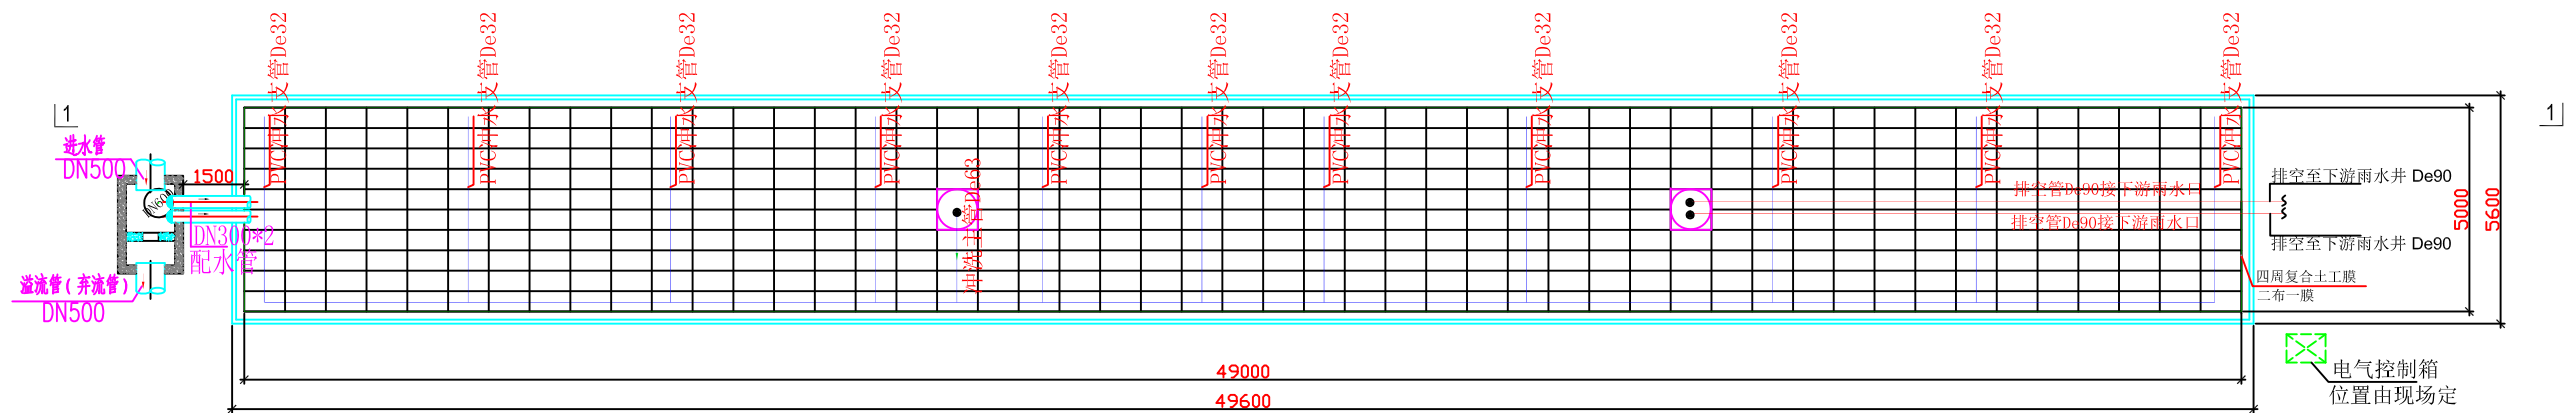 PVC冲水支管De32
PVC冲水支管De32
PVC冲水支管De32
PVC冲水支管De32
PVC冲水支管De32
PVC冲水支管De32
PVC冲水支管De32
PVC冲水支管De32
PVC冲水支管De32
PVC冲水支管De32
PVC冲水支管De32
1
1
进水管
DN500
1500
DN600
DN300*2
配水管
溢流管(弃流管)
DN500
冲洗主管De63
排空管De90接下游雨水口
排空管De90接下游雨水口
排空至下游雨水井 De90
排空至下游雨水井 De90
5000
5600
四周复合土工膜
二布一膜
49000
49600
电气控制箱
位置由现场定